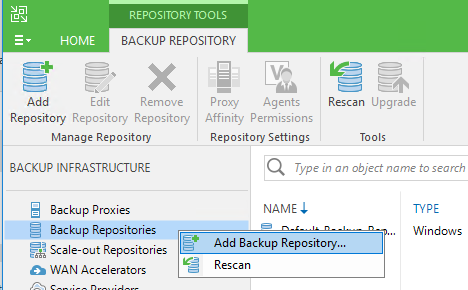 REPOSITORY TOOLS
HOME
BACKUP REPOSITORY
Add Repository
Edit Repository
Remove Repository
Proxy Affinity
Agents Permissions
Rescan
Upgrade
Manage Repository
Repository Settings
Tools
BACKUP INFRASTRUCTURE
Type in an object name to search
Backup Proxies
NAME
TYPE
Backup Repositories
Default Backup Rep...
Windows
Add Backup Repository...
Scale-out Repositories
WAN Accelerators
Rescan
Service Providers